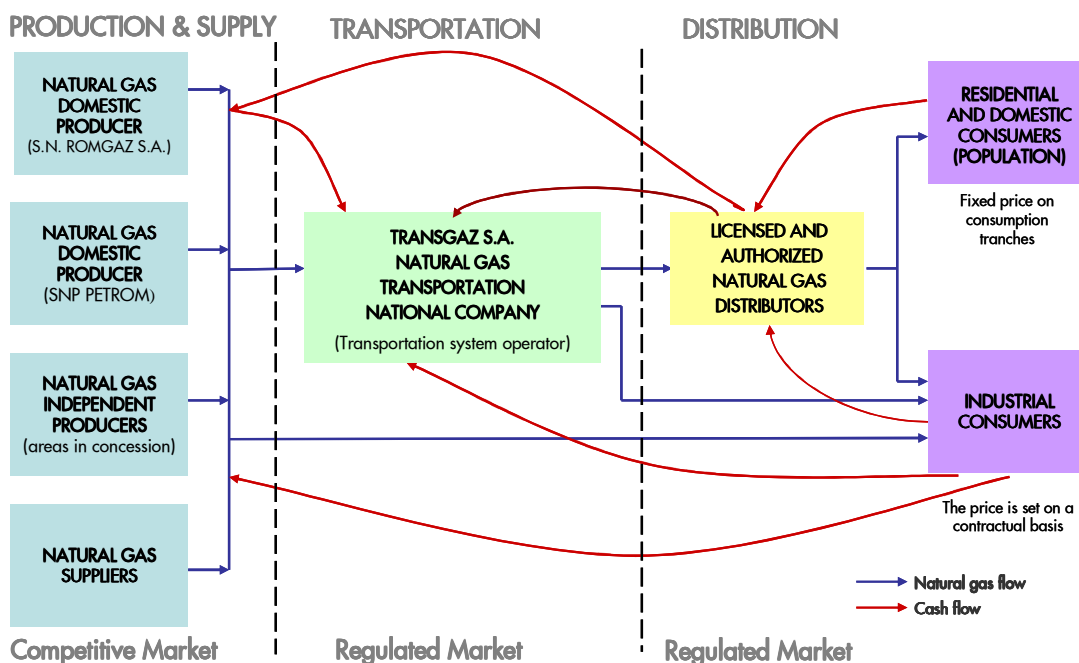 PRODUCTION & SUPPLY
TRANSPORTATION
DISTRIBUTION
NATURAL GAS
DOMESTIC
PRODUCER
(S.N. ROMGAZ S.A.)
NATURAL GAS
DOMESTIC
PRODUCER
(SNP PETROM)
NATURAL GAS
INDEPENDENT
PRODUCERS
(areas in concession)
NATURAL GAS
SUPPLIERS
TRANSGAZ S.A.
NATURAL GAS
TRANSPORTATION
NATIONAL COMPANY
(Transportation system operator)
LICENSED AND
AUTHORIZED
NATURAL GAS
DISTRIBUTORS
RESIDENTIAL
AND DOMESTIC
CONSUMERS
(POPULATION)
Fixed price on
consumption
tranches
INDUSTRIAL
CONSUMERS
The price is set on a
contractual basis
Natural gas flow
Cash flow
Competitive Market
Regulated Market
Regulated Market